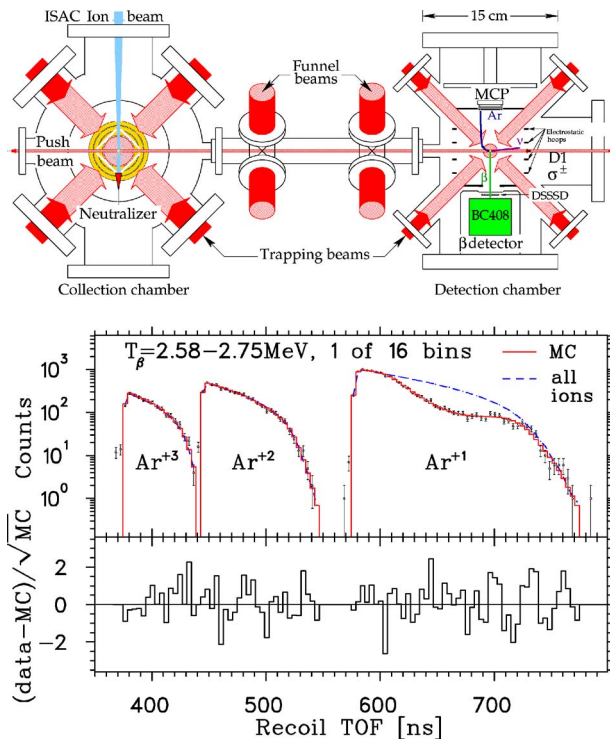 ISAC Ion beam
Push
beam
Neutralizer
Collection chamber
Funnel
beams
Trapping beams
15 cm
MCP
Ar
ν
β
Electrostatic
hoops
D1
σ±
DSSSD
BC408
β detector
Detection chamber
T_β=2.58−2.75MeV, 1 of 16 bins
MC
all
ions
Ar⁺³
Ar⁺²
Ar⁺¹
Counts
10³
10²
10¹
10⁰
(data−MC)/√MC
2
0
−2
400
500
600
700
Recoil TOF [ns]